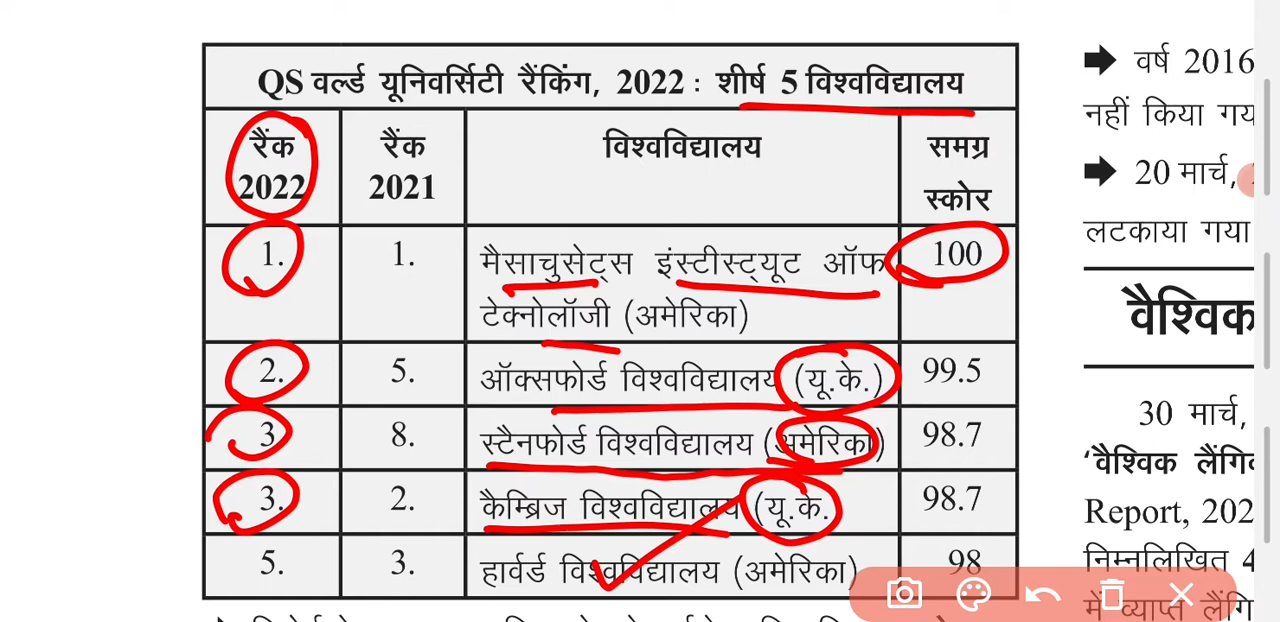 QS वर्ल्ड यूनिवर्सिटी रैंकिंग, 2022 : शीर्ष 5 विश्वविद्यालय
रैंक 2022 रैंक 2021 विश्वविद्यालय समग्र स्कोर
1. 1. मैसाचुसेट्स इंस्टीस्ट्यूट ऑफ 100
टेक्नोलॉजी (अमेरिका)
2. 5. ऑक्सफोर्ड विश्वविद्यालय (यू.के.) 99.5
3 8. स्टैनफोर्ड विश्वविद्यालय (अमेरिका) 98.7
3. 2. कैम्ब्रिज विश्वविद्यालय (यू.के. 98.7
5. 3. हार्वर्ड विश्वविद्यालय (अमेरिका) 98
वर्ष 2016
नहीं किया गय
20 मार्च,
लटकाया गया
वैश्विक
30 मार्च,
‘वैश्विक लैंगि
Report, 202
निम्नलिखित 4
में व्याप्त लैंगि